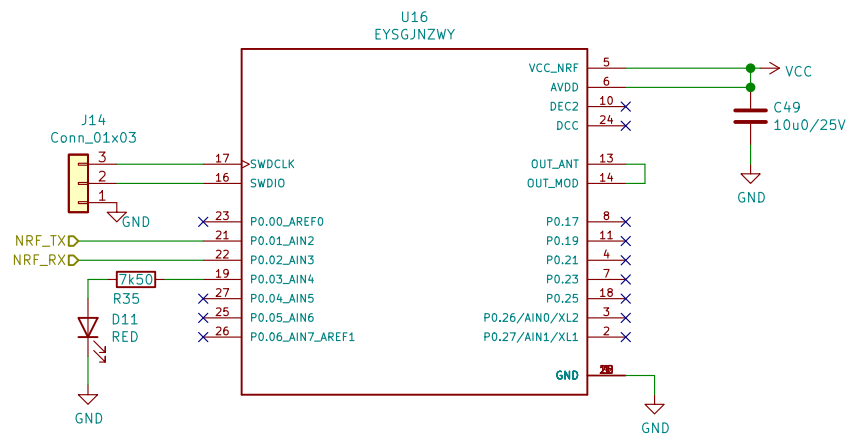 U16
EYSGJNZWY
VCC_NRF 5
VCC
AVDD 6
DEC2 10
C49
10u0/25V
DCC 24
J14
Conn_01x03
3 17 SWDCLK
OUT_ANT 13
2 16 SWDIO
OUT_MOD 14
GND
1
GND
23 P0.00_AREF0
P0.17 8
NRF_TX 21 P0.01_AIN2
P0.19 11
NRF_RX 22 P0.02_AIN3
P0.21 4
7k50
R35
19 P0.03_AIN4
P0.23 7
27 P0.04_AIN5
P0.25 18
D11
RED
25 P0.05_AIN6
P0.26/AIN0/XL2 3
26 P0.06_AIN7_AREF1
P0.27/AIN1/XL1 2
GND
GND
GND